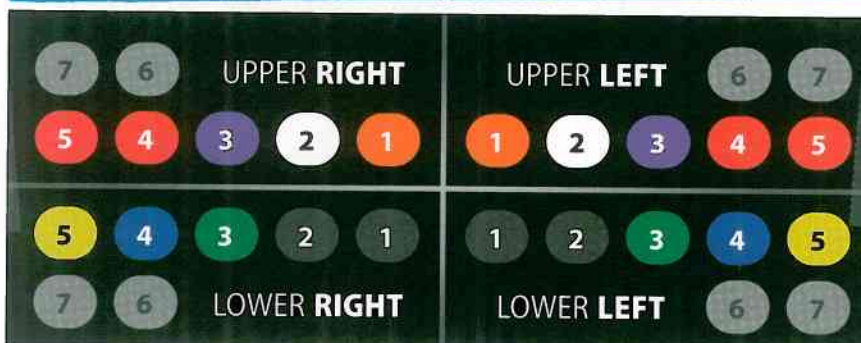 7 6 UPPER RIGHT UPPER LEFT 6 7
5 4 3 2 1 1 2 3 4 5
5 4 3 2 1 1 2 3 4 5
7 6 LOWER RIGHT LOWER LEFT 6 7